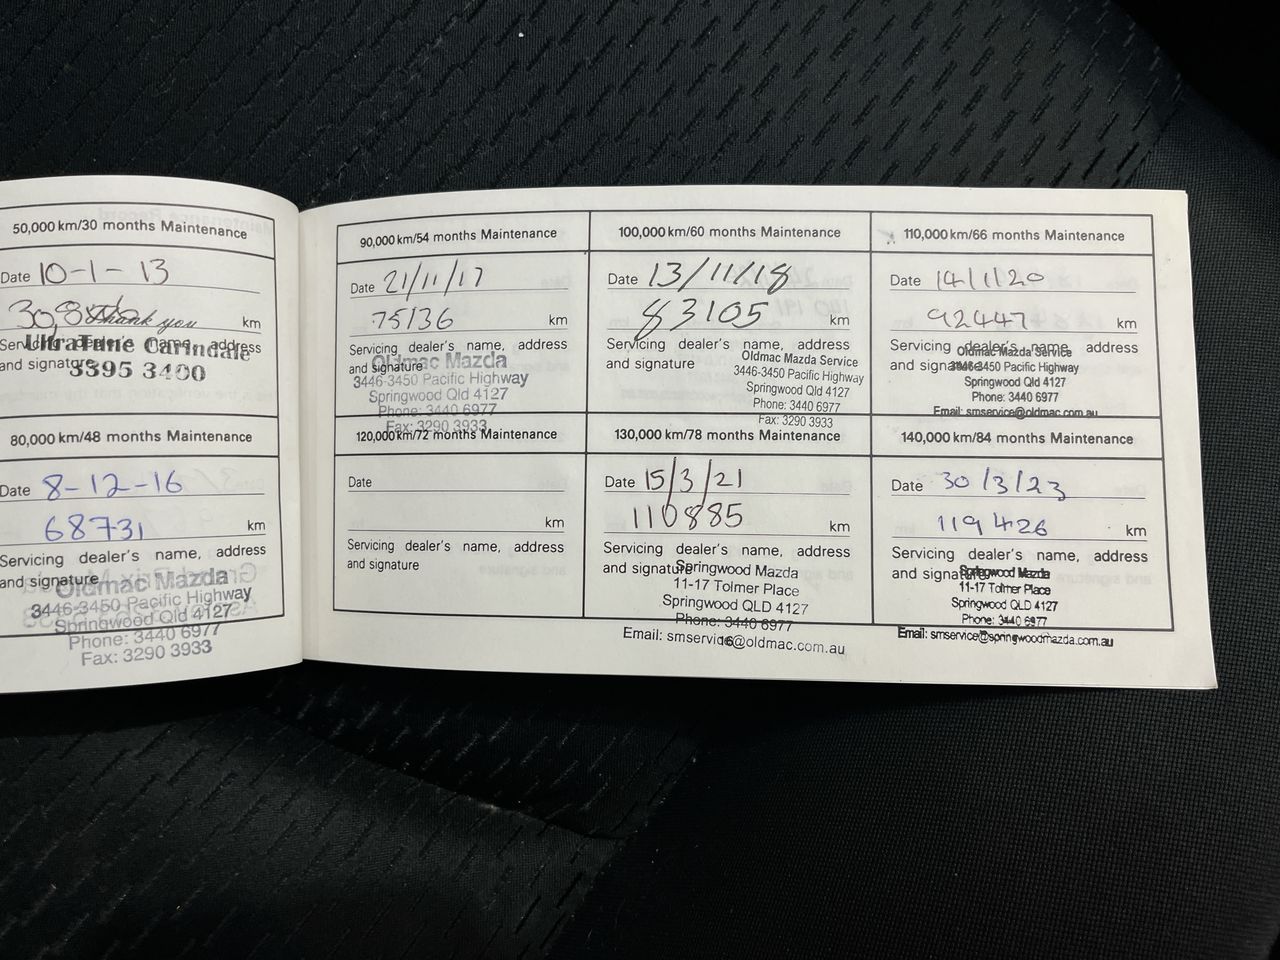 50,000 km/30 months Maintenance
Date 10-1-13
Thank you
km
Servicing dealer's name, address
and signature
UltraTune Carindale
3395 3400
80,000 km/48 months Maintenance
Date 8-12-16
68731 km
Servicing dealer's name, address
and signature
Oldmac Mazda
3446-3450 Pacific Highway
Springwood Qld 4127
Phone: 3440 6977
Fax: 3290 3933
90,000 km/54 months Maintenance
Date 21/11/17
75136 km
Servicing dealer's name, address
and signature
Oldmac Mazda
3446-3450 Pacific Highway
Springwood Qld 4127
Phone: 3440 6977
Fax: 3290 3933
100,000 km/60 months Maintenance
Date 13/11/18
83105 km
Servicing dealer's name, address
and signature
Oldmac Mazda Service
3446-3450 Pacific Highway
Springwood Qld 4127
Phone: 3440 6977
Fax: 3290 3933
110,000 km/66 months Maintenance
Date 14/1/20
92447 km
Servicing dealer's name, address
and signature
Oldmac Mazda Service
3446-3450 Pacific Highway
Springwood Qld 4127
Phone: 3440 6977
Email: smservice@oldmac.com.au
120,000 km/72 months Maintenance
Date
km
Servicing dealer's name, address
and signature
130,000 km/78 months Maintenance
Date 15/3/21
110885 km
Servicing dealer's name, address
and signature
Springwood Mazda
11-17 Tolmer Place
Springwood QLD 4127
Phone: 3440 6977
Email: smservice@oldmac.com.au
16
140,000 km/84 months Maintenance
Date 30/3/23
119426 km
Servicing dealer's name, address
and signature
Springwood Mazda
11-17 Tolmer Place
Springwood QLD 4127
Phone: 3440 6977
Email: smservice@springwoodmazda.com.au